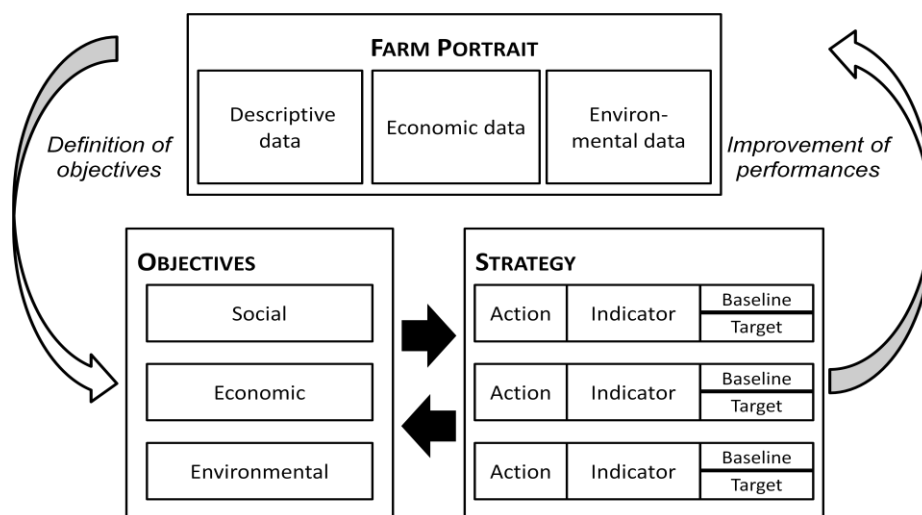 FARM PORTRAIT
Descriptive
data
Economic data
Environ-
mental data
Definition of
objectives
Improvement of
performances
OBJECTIVES
Social
Economic
Environmental
STRATEGY
Action
Indicator
Baseline
Target
Action
Indicator
Baseline
Target
Action
Indicator
Baseline
Target